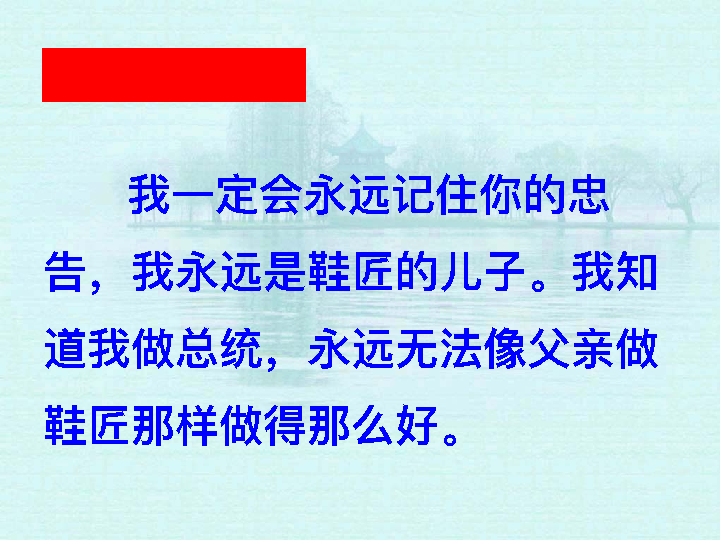 我一定会永远记住你的忠
告，我永远是鞋匠的儿子。我知
道我做总统，永远无法像父亲做
鞋匠那样做得那么好。